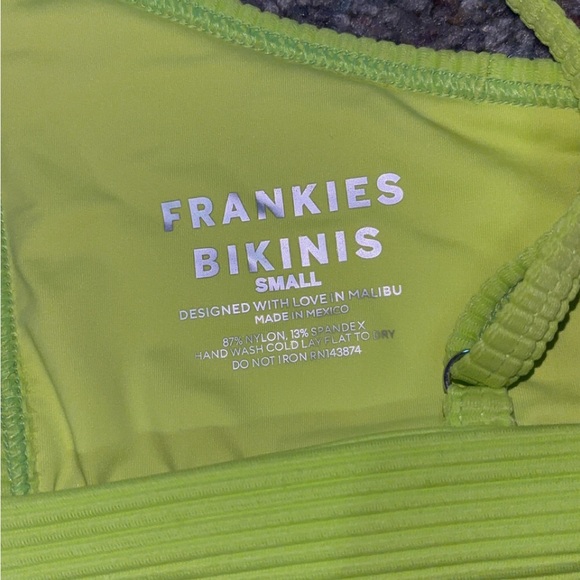 FRANKIES
BIKINIS
SMALL
DESIGNED WITH LOVE IN MALIBU
MADE IN MEXICO
87% NYLON, 13% SPANDEX
HAND WASH COLD LAY FLAT TO DRY
DO NOT IRON RN143874